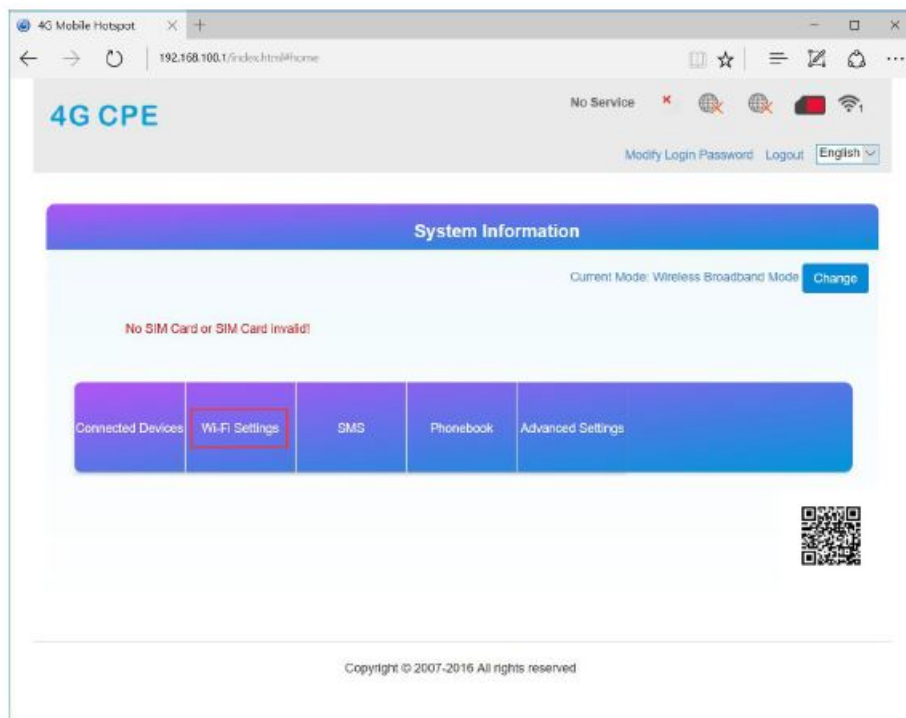 4G Mobile Hotspot
192.168.100.1/index.html#home
4G CPE
No Service
1
Modify Login Password Logout English
System Information
Current Mode: Wireless Broadband Mode Change
No SIM Card or SIM Card invalid!
Connected Devices Wi-Fi Settings SMS Phonebook Advanced Settings
Copyright © 2007-2016 All rights reserved